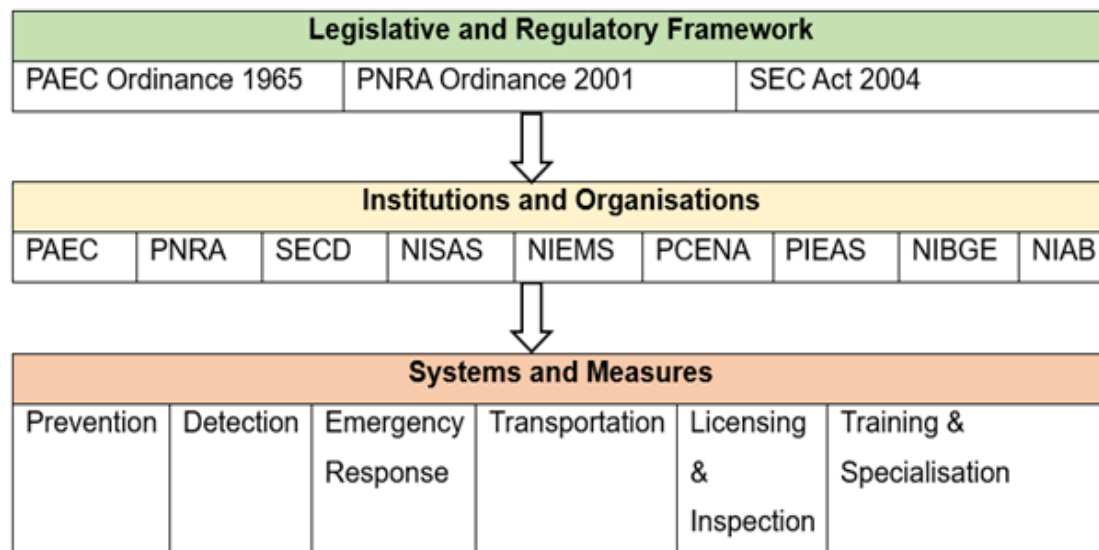 Legislative and Regulatory Framework
PAEC Ordinance 1965 PNRA Ordinance 2001 SEC Act 2004
Institutions and Organisations
PAEC PNRA SECD NISAS NIEMS PCENA PIEAS NIBGE NIAB
Systems and Measures
Prevention Detection Emergency Transportation Licensing Training &
Response & Specialisation
Inspection